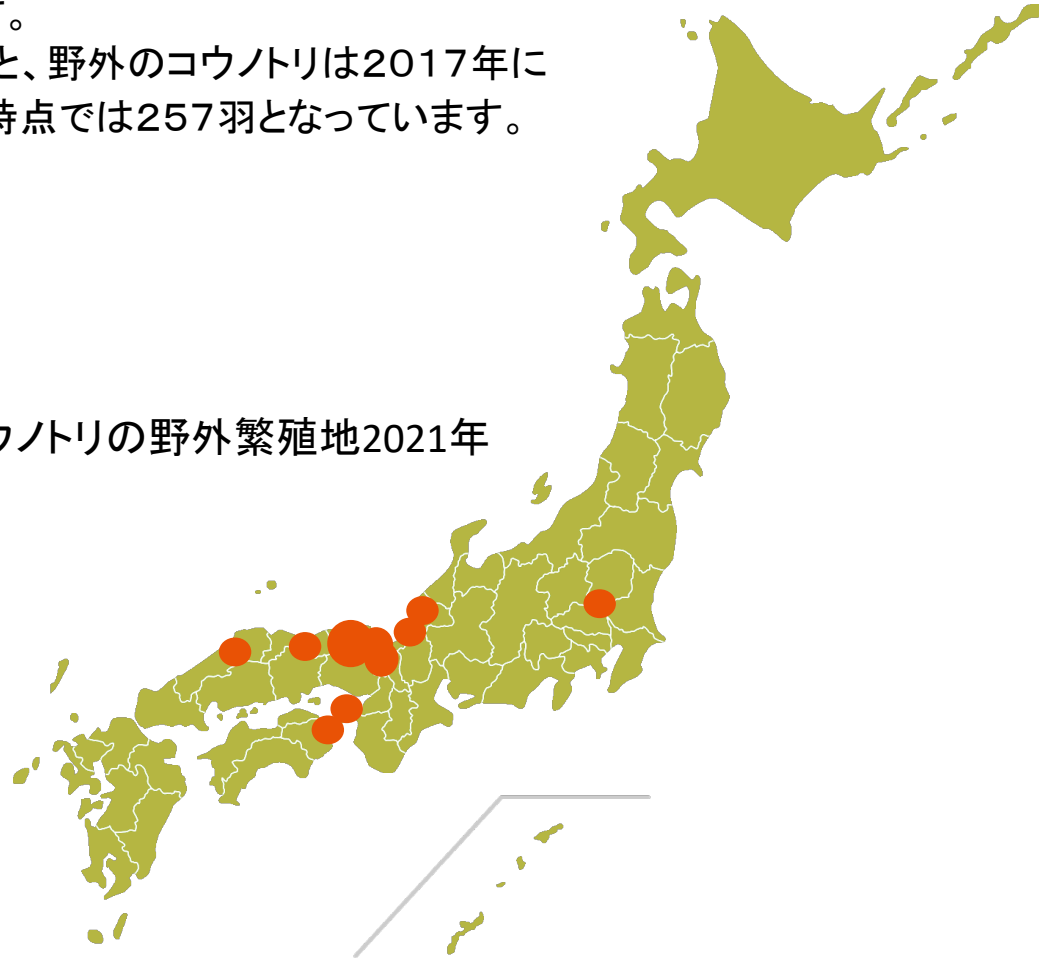 す。
と、野外のコウノトリは２０１７年に
時点では２５７羽となっています。
ウノトリの野外繁殖地2021年